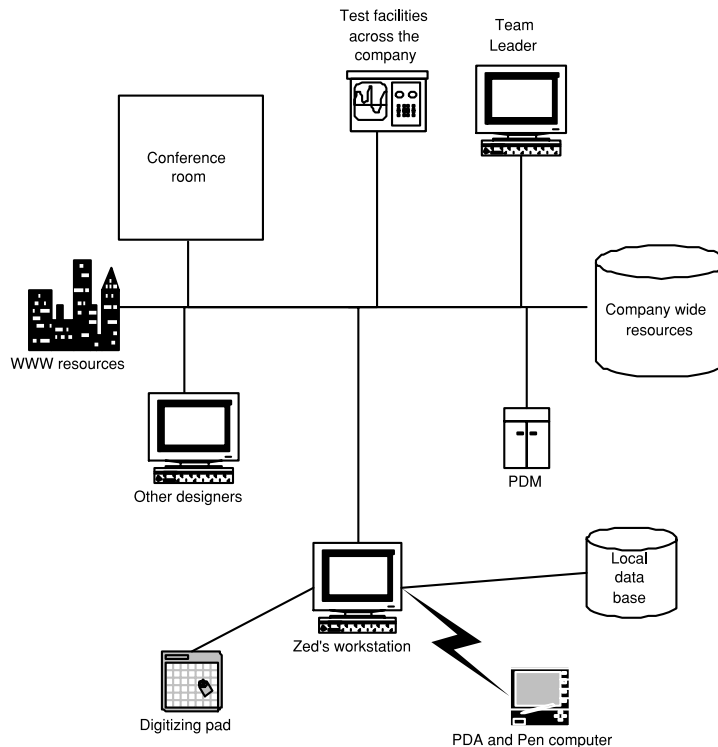 Test facilities
across the
company
Team
Leader
Conference
room
Company wide
resources
WWW resources
Other designers
PDM
Local
data
base
Zed's workstation
Digitizing pad
PDA and Pen computer